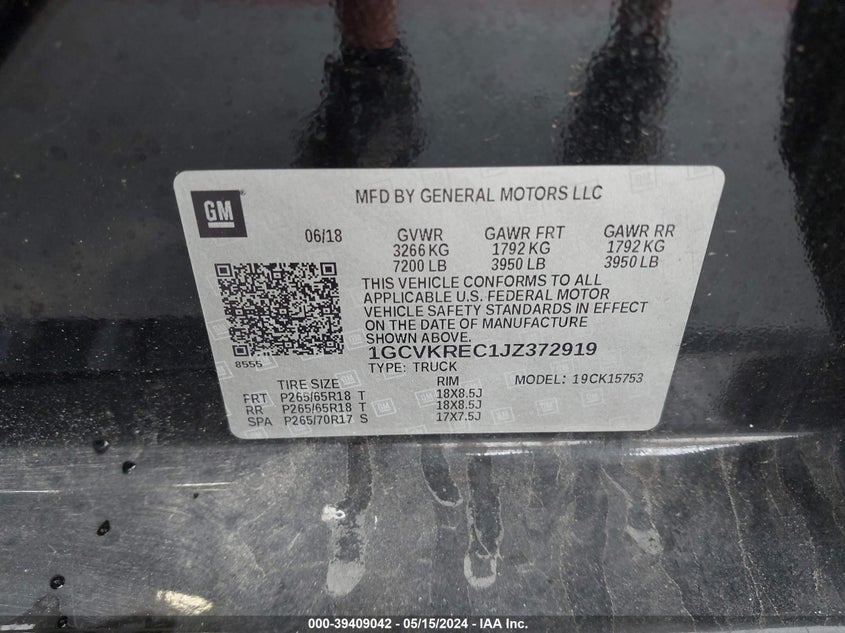 GM
MFD BY GENERAL MOTORS LLC
06/18 GVWR GAWR FRT GAWR RR
3266 KG 1792 KG 1792 KG
7200 LB 3950 LB 3950 LB
THIS VEHICLE CONFORMS TO ALL
APPLICABLE U.S. FEDERAL MOTOR
VEHICLE SAFETY STANDARDS IN EFFECT
ON THE DATE OF MANUFACTURE
SHOWN ABOVE.
8555
1GCVKREC1JZ372919
TYPE: TRUCK
TIRE SIZE RIM MODEL: 19CK15753
FRT P265/65R18 T 18X8.5J
RR P265/65R18 T 18X8.5J
SPA P265/70R17 S 17X7.5J
000-39409042 - 05/15/2024 - IAA Inc.